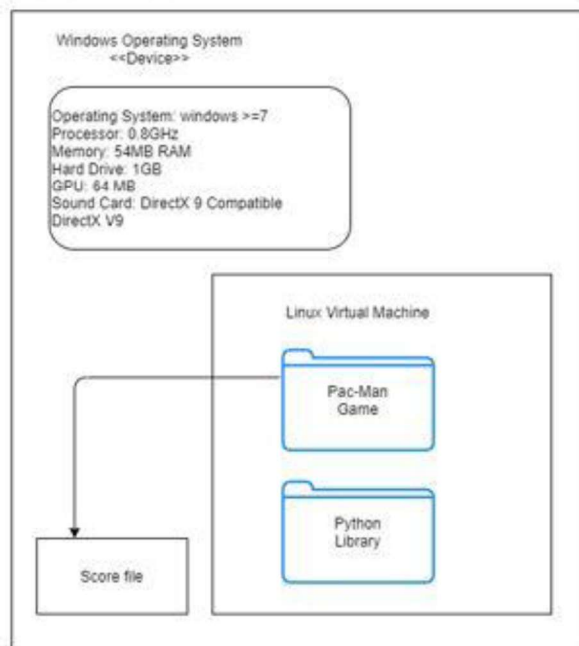 Windows Operating System
<<Device>>
Operating System: windows >=7
Processor: 0.8GHz
Memory: 54MB RAM
Hard Drive: 1GB
GPU: 64 MB
Sound Card: DirectX 9 Compatible
DirectX V9
Linux Virtual Machine
Pac-Man
Game
Python
Library
Score file